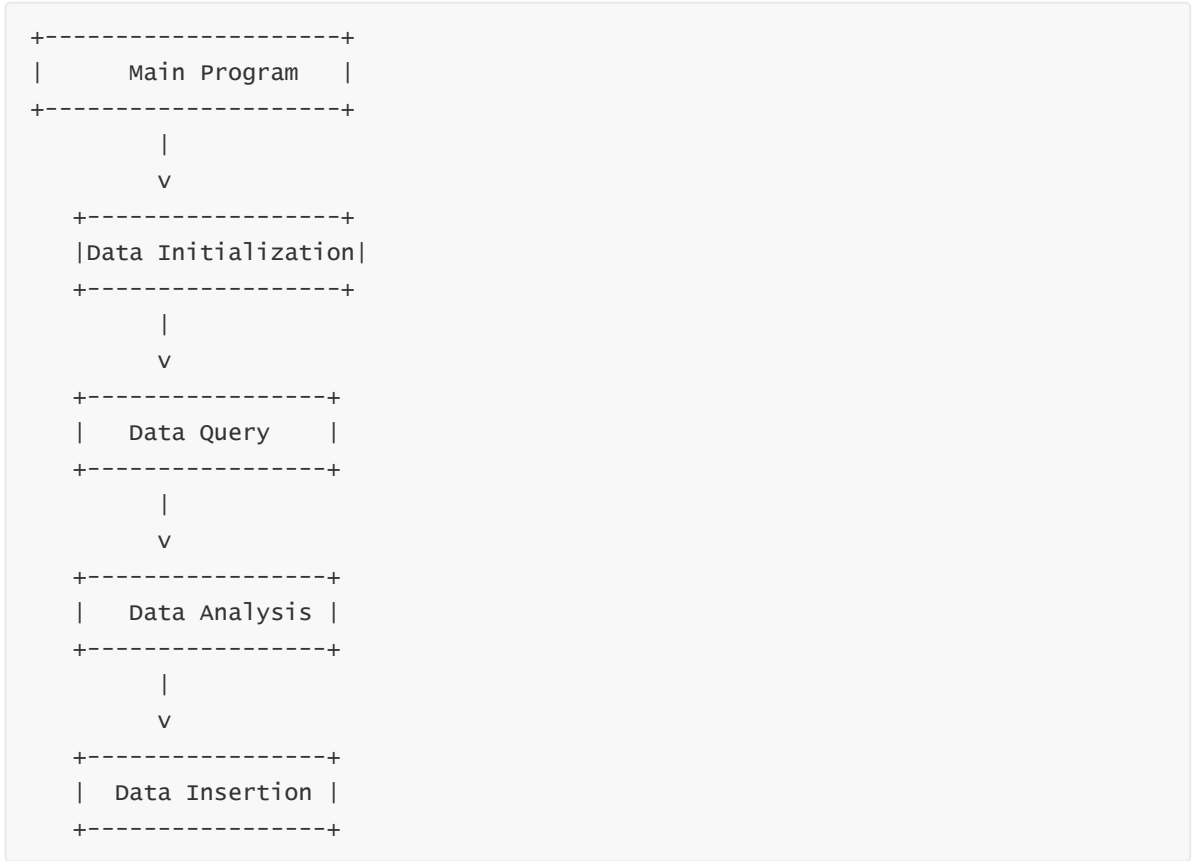 +---------------------+
|      Main Program   |
+---------------------+
         |
         v
   +------------------+
   |Data Initialization|
   +------------------+
         |
         v
   +-----------------+
   |   Data Query    |
   +-----------------+
         |
         v
   +-----------------+
   |   Data Analysis |
   +-----------------+
         |
         v
   +-----------------+
   |  Data Insertion |
   +-----------------+